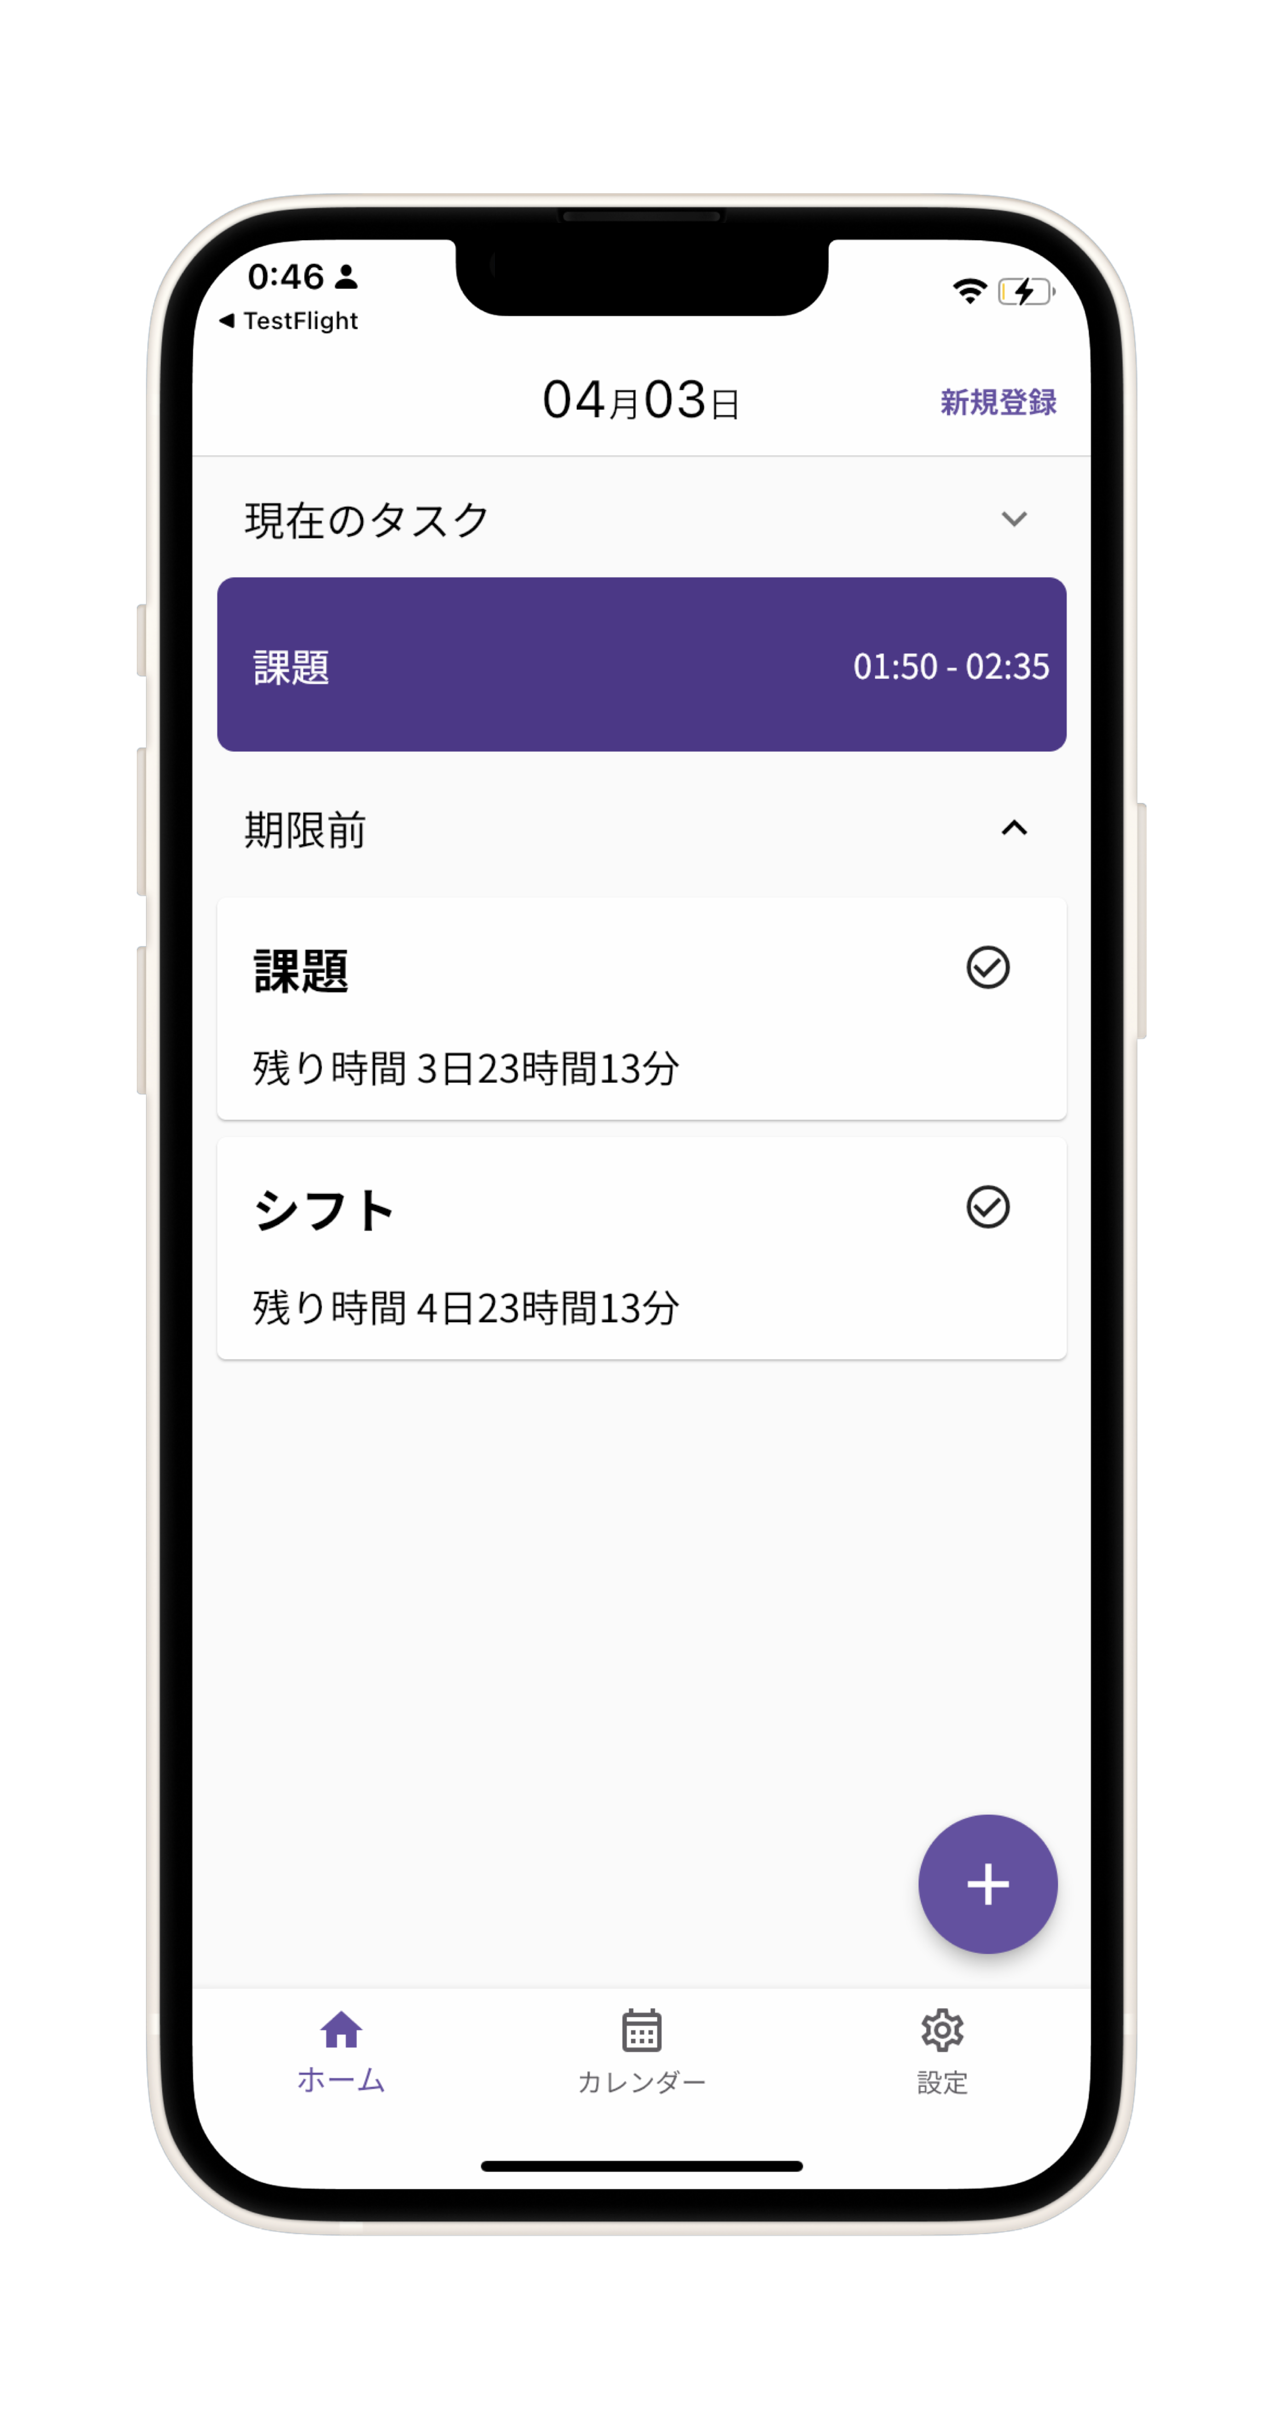 0:46
◀ TestFlight
04月03日
新規登録
現在のタスク
課題 01:50 - 02:35
期限前
課題
残り時間 3日23時間13分
シフト
残り時間 4日23時間13分
ホーム カレンダー 設定